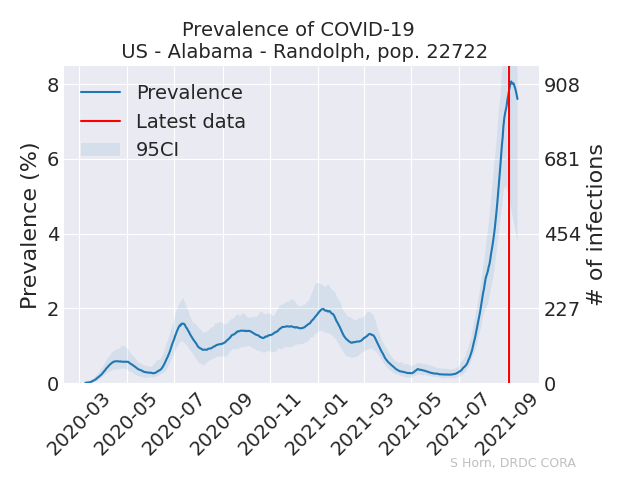 Prevalence of COVID-19
US - Alabama - Randolph, pop. 22722
Prevalence
Latest data
95CI
Prevalence (%)
8
6
4
2
0
908
681
454
227
0
# of infections
2020-03
2020-05
2020-07
2020-09
2020-11
2021-01
2021-03
2021-05
2021-07
2021-09
S Horn, DRDC CORA